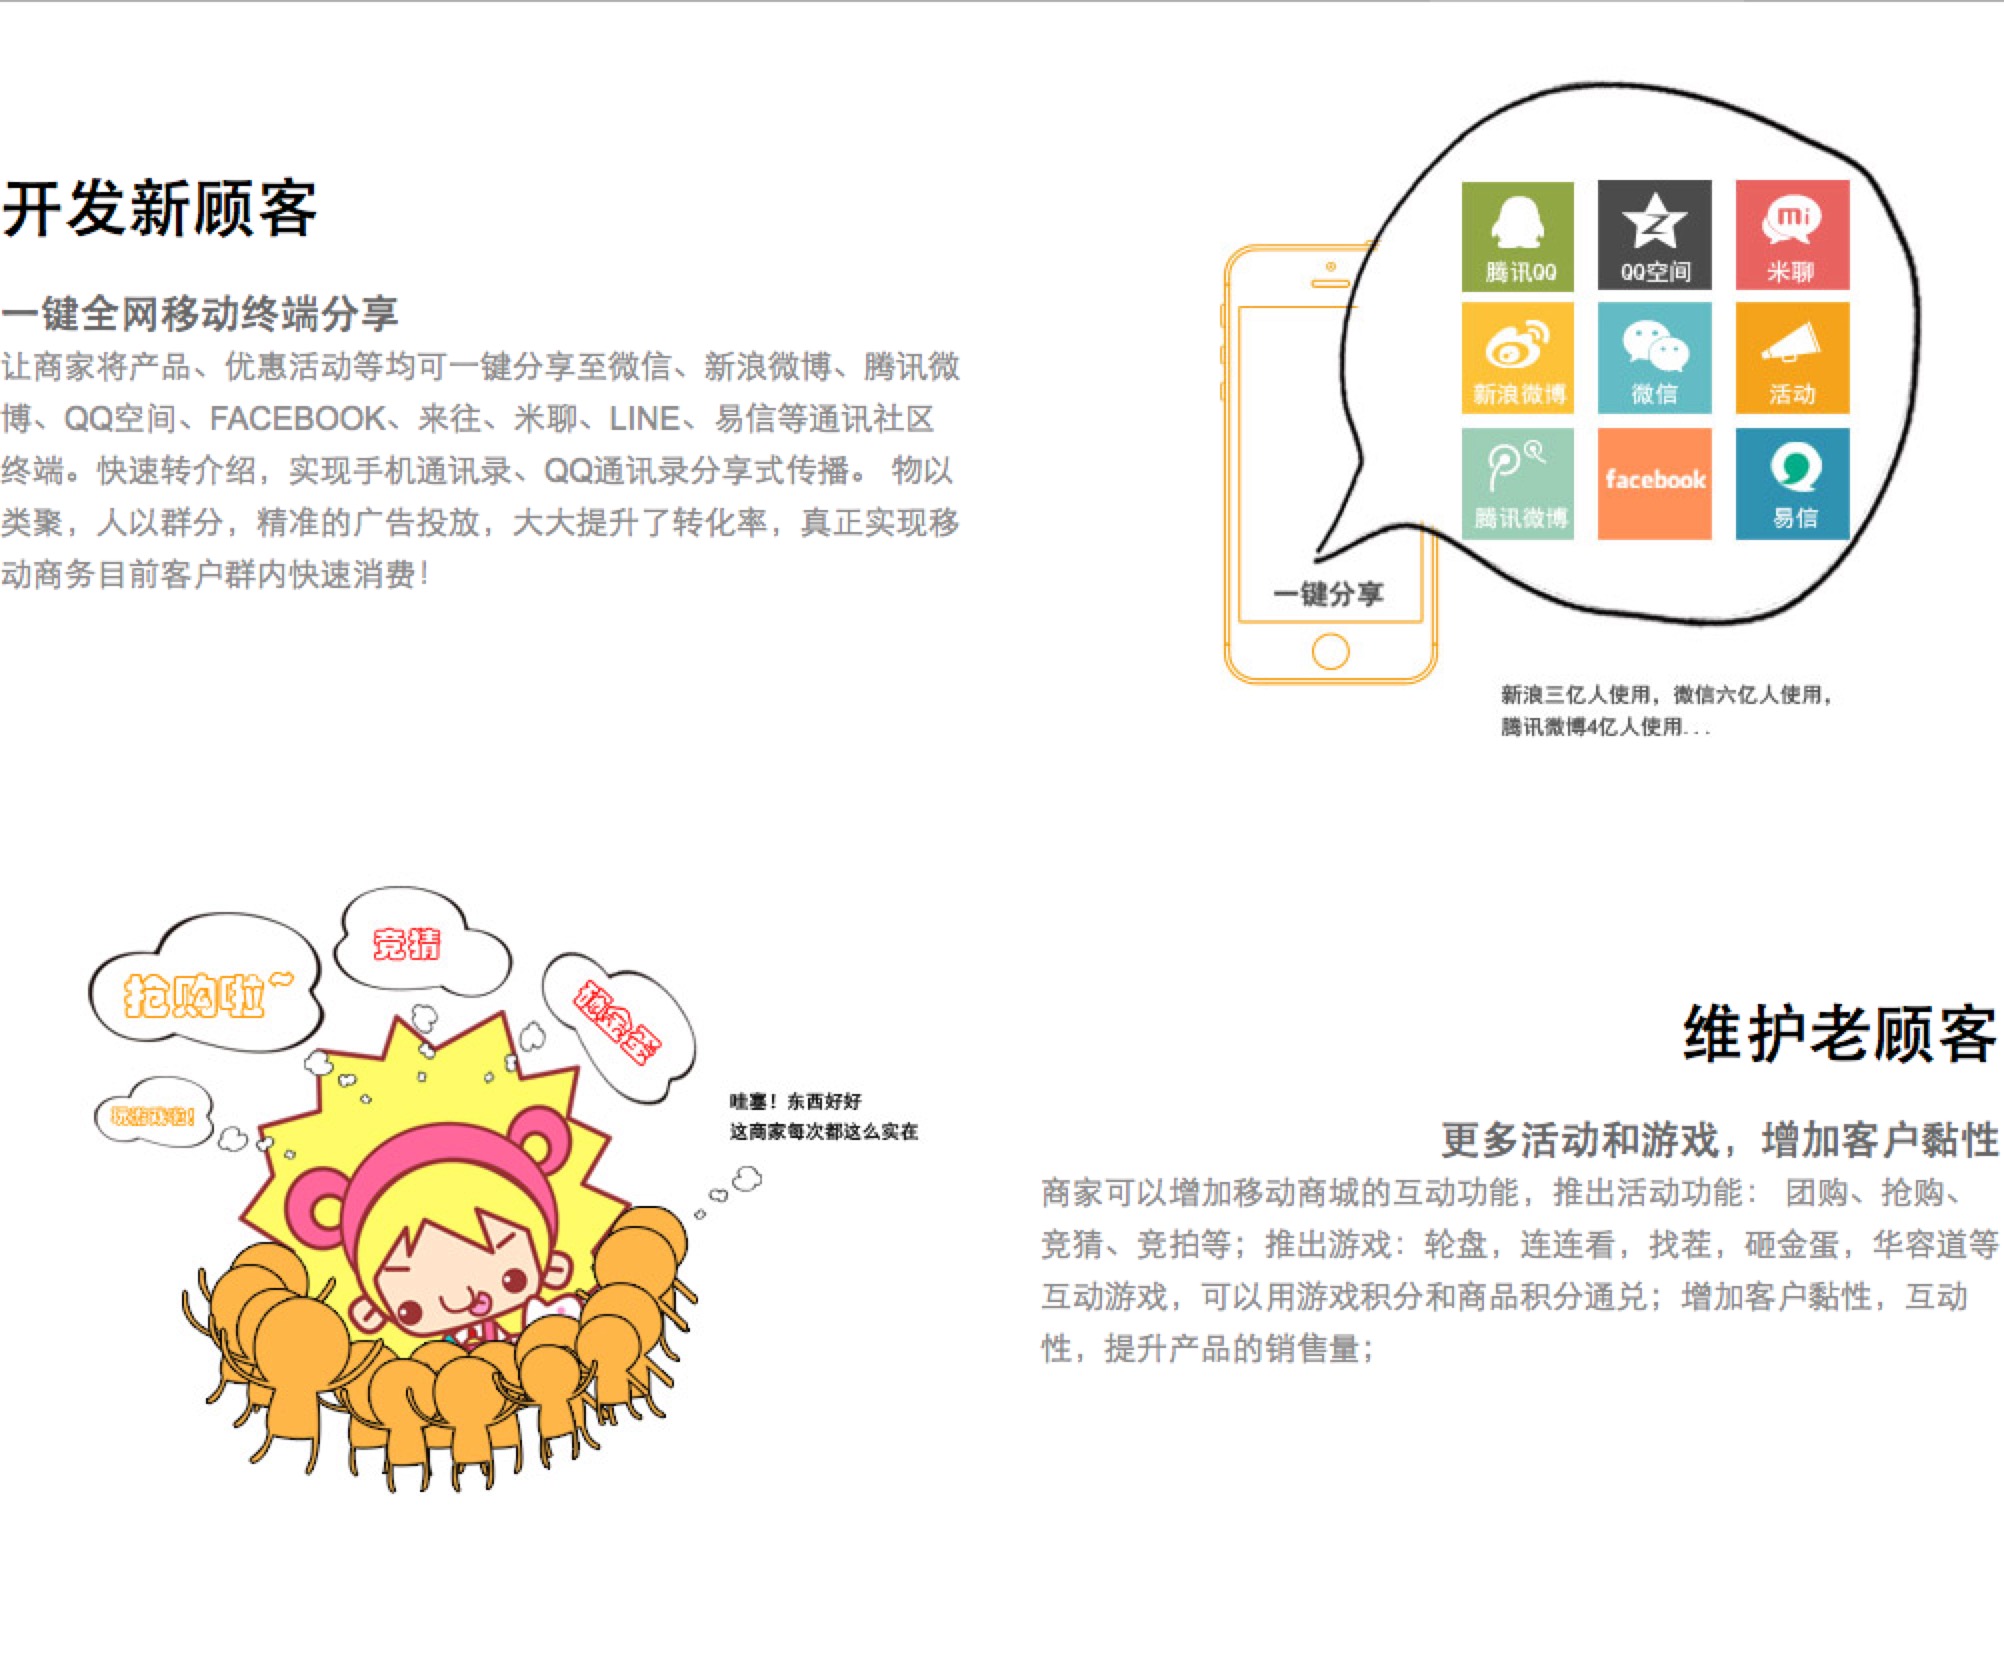 开发新顾客
一键全网移动终端分享
让商家将产品、优惠活动等均可一键分享至微信、新浪微博、腾讯微
博、QQ空间、FACEBOOK、来往、米聊、LINE、易信等通讯社区
终端。快速转介绍，实现手机通讯录、QQ通讯录分享式传播。 物以
类聚，人以群分，精准的广告投放，大大提升了转化率，真正实现移
动商务目前客户群内快速消费！
腾讯QQ
QQ空间
mi
米聊
新浪微博
微信
活动
腾讯微博
facebook
易信
一键分享
新浪三亿人使用，微信六亿人使用，
腾讯微博4亿人使用...
抢购啦~
竞猜
砸金蛋
玩游戏啦！
哇塞！东西好好
这商家每次都这么实在
维护老顾客
更多活动和游戏，增加客户黏性
商家可以增加移动商城的互动功能，推出活动功能： 团购、抢购、
竞猜、竞拍等；推出游戏：轮盘，连连看，找茬，砸金蛋，华容道等
互动游戏，可以用游戏积分和商品积分通兑；增加客户黏性，互动
性，提升产品的销售量；